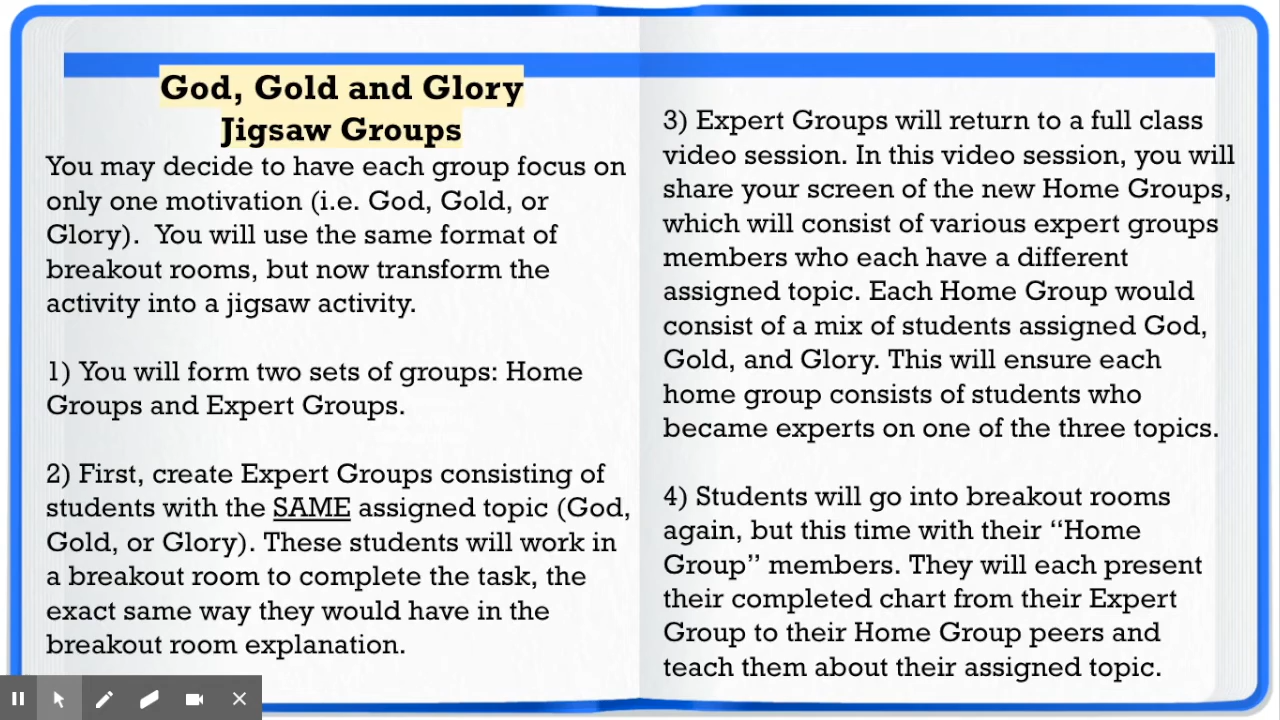 God, Gold and Glory
Jigsaw Groups
You may decide to have each group focus on
only one motivation (i.e. God, Gold, or
Glory).  You will use the same format of
breakout rooms, but now transform the
activity into a jigsaw activity.
1) You will form two sets of groups: Home
Groups and Expert Groups.
2) First, create Expert Groups consisting of
students with the SAME assigned topic (God,
Gold, or Glory). These students will work in
a breakout room to complete the task, the
exact same way they would have in the
breakout room explanation.
3) Expert Groups will return to a full class
video session. In this video session, you will
share your screen of the new Home Groups,
which will consist of various expert groups
members who each have a different
assigned topic. Each Home Group would
consist of a mix of students assigned God,
Gold, and Glory. This will ensure each
home group consists of students who
became experts on one of the three topics.
4) Students will go into breakout rooms
again, but this time with their “Home
Group” members. They will each present
their completed chart from their Expert
Group to their Home Group peers and
teach them about their assigned topic.